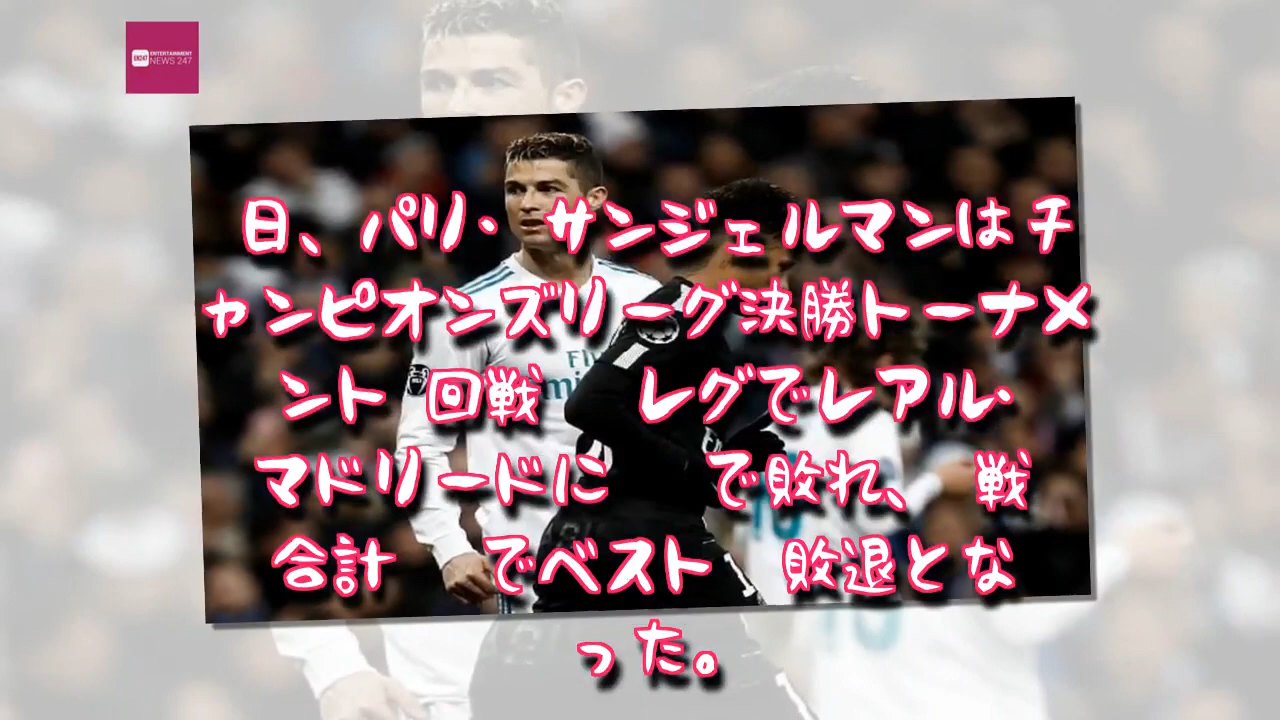 ENTERTAINMENT
NEWS 247
日、パリ・ サンジェルマンはチ
ャンピオンズリーグ決勝トーナメ
ント 回戦 レグでレアル・
マドリードに で敗れ、 戦
合計 でベスト 敗退とな
った。